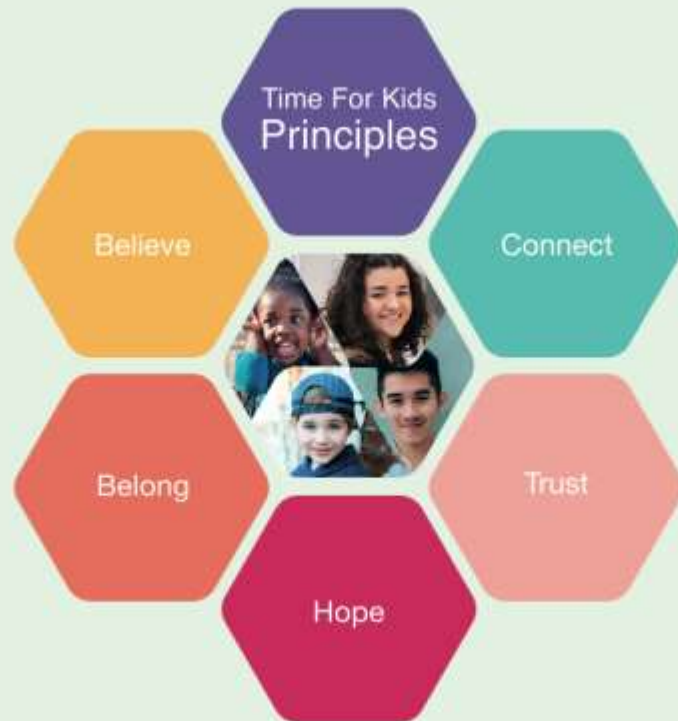 Time For Kids
Principles
Connect
Trust
Hope
Belong
Believe